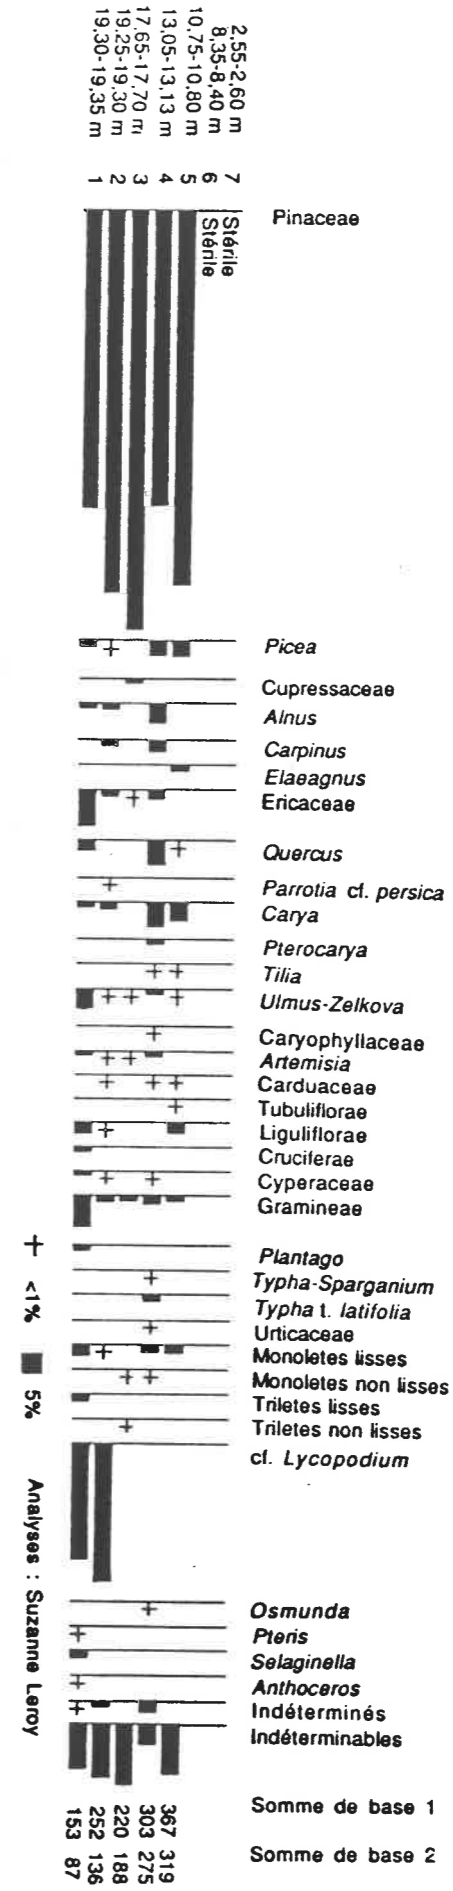 2,55-2,60 m
8,35-8,40 m
10,75-10,80 m
13,05-13,13 m
17,65-17,70 m
19,25-19,30 m
19,30-19,35 m
7
6
5
4
3
2
1
Stérile
Stérile
Pinaceae
Picea
Cupressaceae
Alnus
Carpinus
Elaeagnus
Ericaceae
Quercus
Parrotia cf. persica
Carya
Pterocarya
Tilia
Ulmus-Zelkova
Caryophyllaceae
Artemisia
Carduaceae
Tubuliflorae
Liguliflorae
Cruciferae
Cyperaceae
Gramineae
Plantago
Typha-Sparganium
Typha t. latifolia
Urticaceae
Monoletes lisses
Monoletes non lisses
Triletes lisses
Triletes non lisses
cf. Lycopodium
Osmunda
Pteris
Selaginella
Anthoceros
Indéterminés
Indéterminables
Somme de base 1
367
303
220
252
153
Somme de base 2
319
275
188
136
87
+ <1% 5% Analyses : Suzanne Leroy